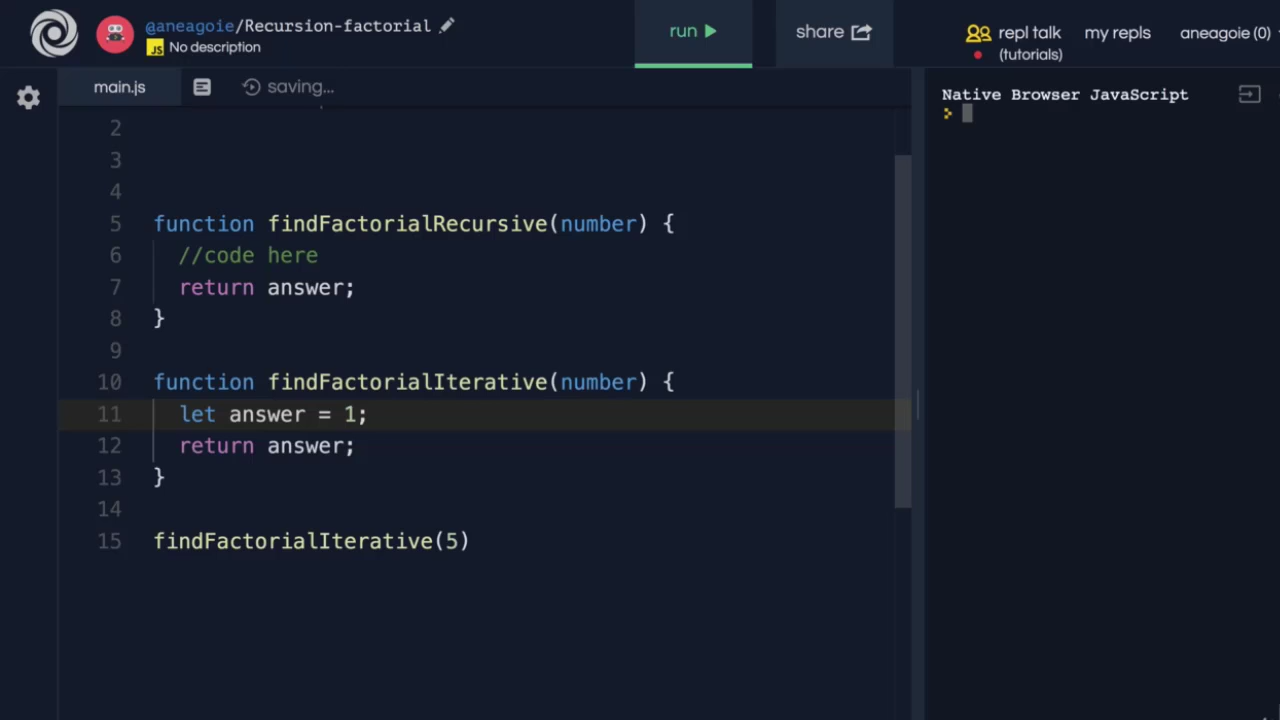 @aneagoie/Recursion-factorial
JS No description
run
share
repl talk
(tutorials)
my repls
aneagoie (0)
main.js
saving...
Native Browser JavaScript
>
2
3
4
5 function findFactorialRecursive(number) {
6 //code here
7 return answer;
8 }
9
10 function findFactorialIterative(number) {
11 let answer = 1;
12 return answer;
13 }
14
15 findFactorialIterative(5)